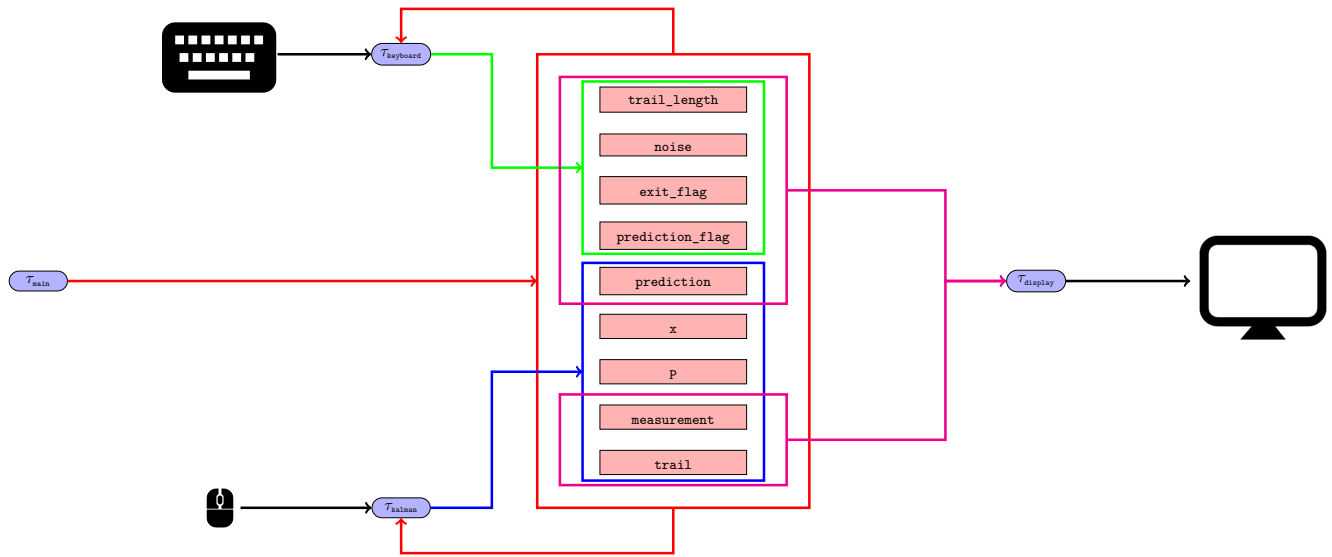 τkeyboard
trail_length
noise
exit_flag
prediction_flag
τmain
prediction
τdisplay
x
P
measurement
trail
τkalman